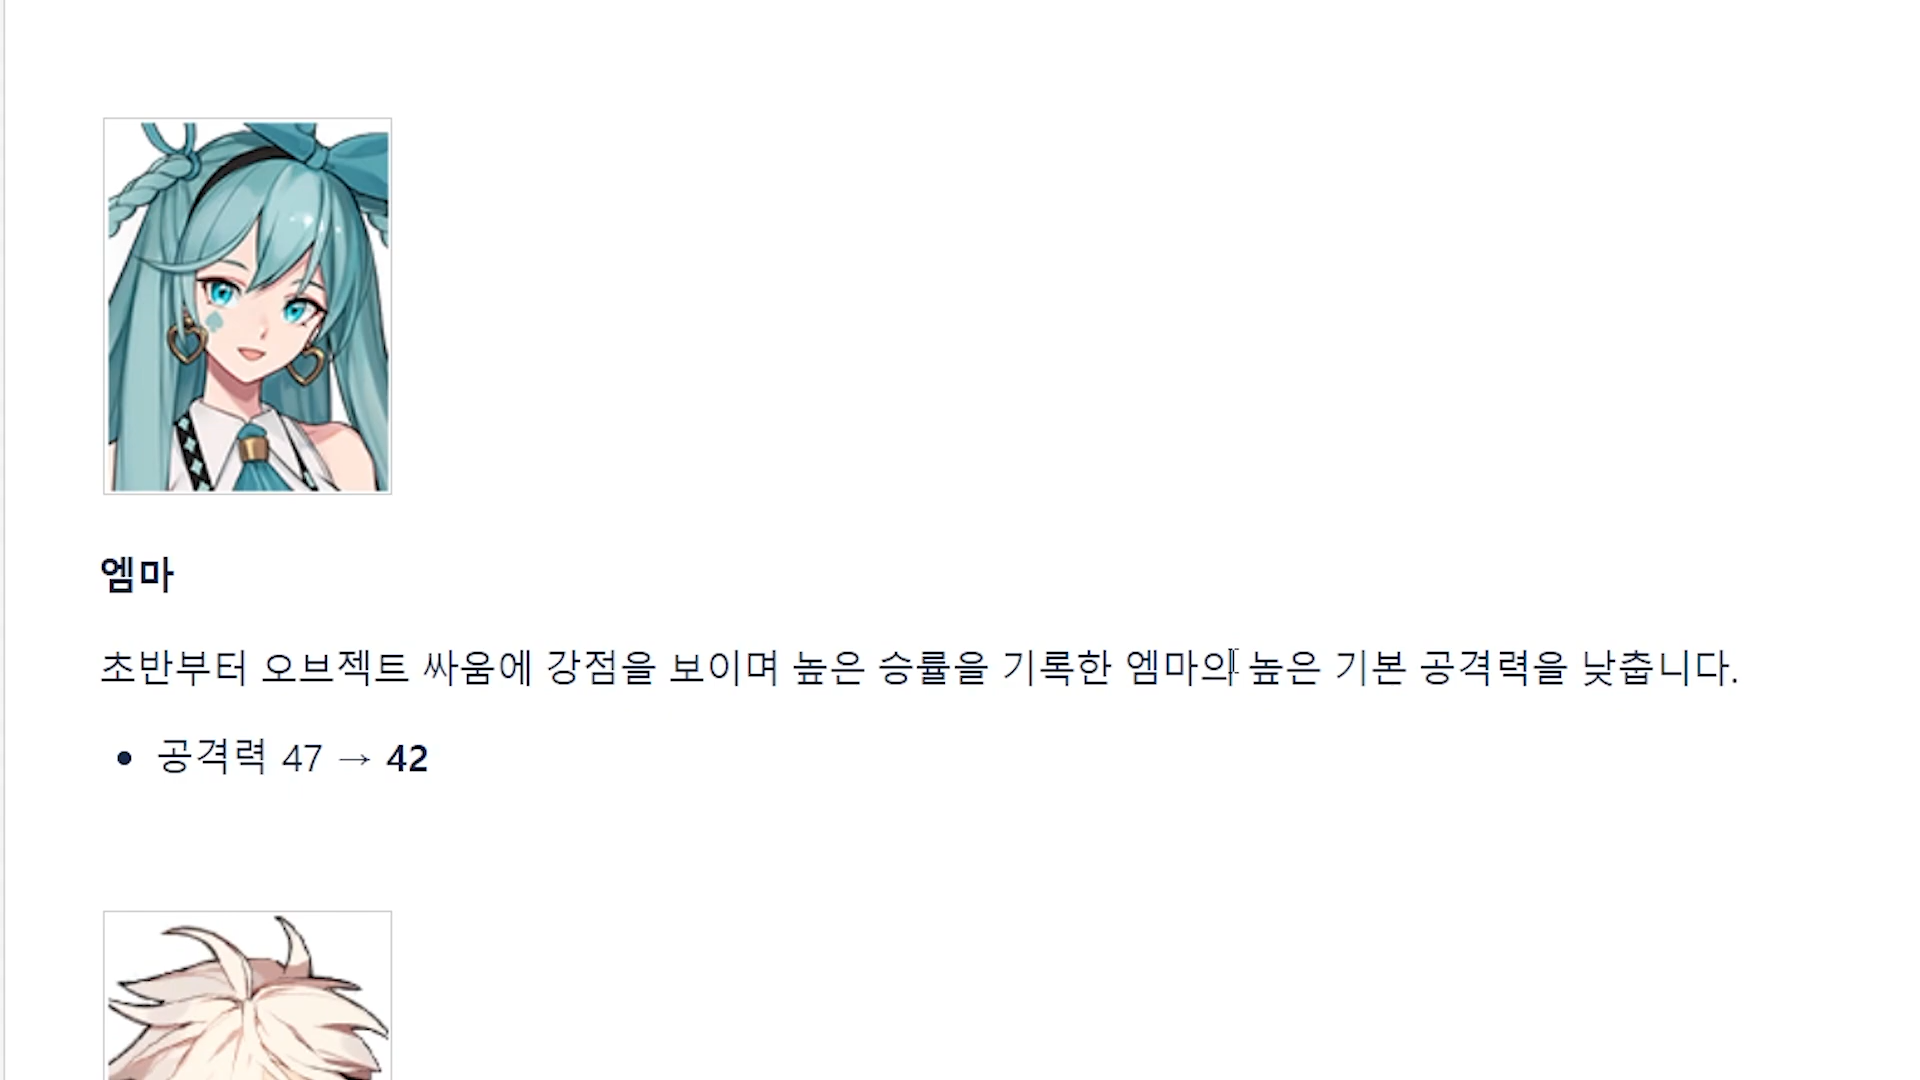 엠마
초반부터 오브젝트 싸움에 강점을 보이며 높은 승률을 기록한 엠마의 높은 기본 공격력을 낮춥니다.
• 공격력 47 → 42